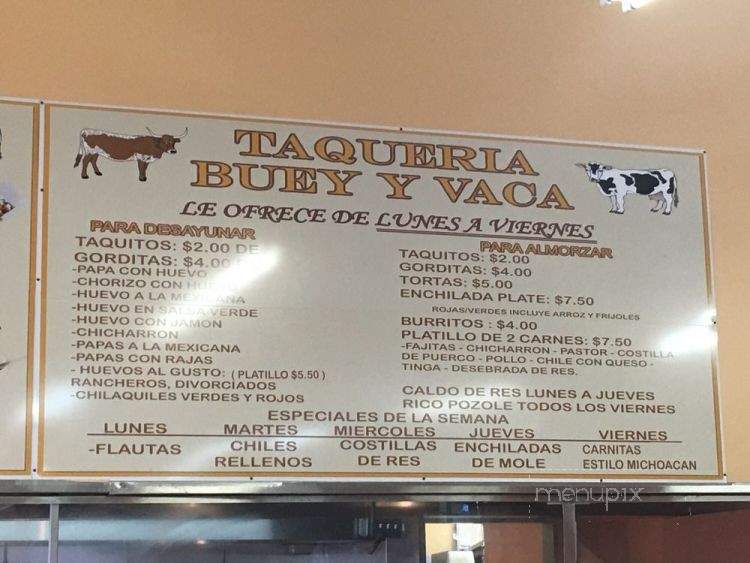 TAQUERIA
BUEY Y VACA
LE OFRECE DE LUNES A VIERNES
PARA DESAYUNAR
TAQUITOS: $2.00 DE
GORDITAS: $4.00
-PAPA CON HUEVO
-CHORIZO CON HUEVO
-HUEVO A LA MEXICANA
-HUEVO EN SALSA VERDE
-HUEVO CON JAMON
-CHICHARRON
-PAPAS A LA MEXICANA
-PAPAS CON RAJAS
- HUEVOS AL GUSTO: ( PLATILLO $5.50 )
RANCHEROS, DIVORCIADOS
-CHILAQUILES VERDES Y ROJOS
PARA ALMORZAR
TAQUITOS: $2.00
GORDITAS: $4.00
TORTAS: $5.00
ENCHILADA PLATE: $7.50
ROJAS/VERDES INCLUYE ARROZ Y FRIJOLES
BURRITOS : $4.00
PLATILLO DE 2 CARNES: $7.50
-FAJITAS - CHICHARRON - PASTOR - COSTILLA
DE PUERCO - POLLO - CHILE CON QUESO -
TINGA - DESEBRADA DE RES.
CALDO DE RES LUNES A JUEVES
RICO POZOLE TODOS LOS VIERNES
ESPECIALES DE LA SEMANA
LUNES MARTES MIERCOLES JUEVES VIERNES
-FLAUTAS CHILES COSTILLAS ENCHILADAS CARNITAS
RELLENOS DE RES DE MOLE ESTILO MICHOACAN
menupix